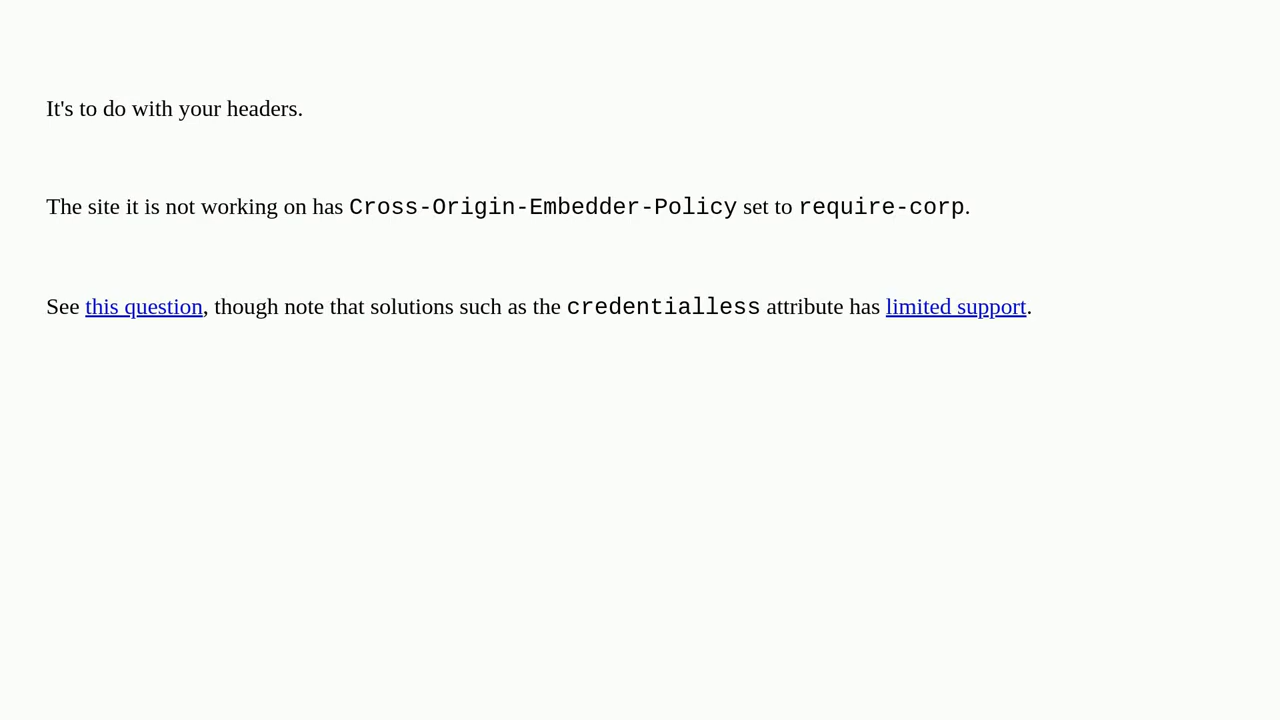 It's to do with your headers.
The site it is not working on has Cross-Origin-Embedder-Policy set to require-corp.
See this question, though note that solutions such as the credentialless attribute has limited support.